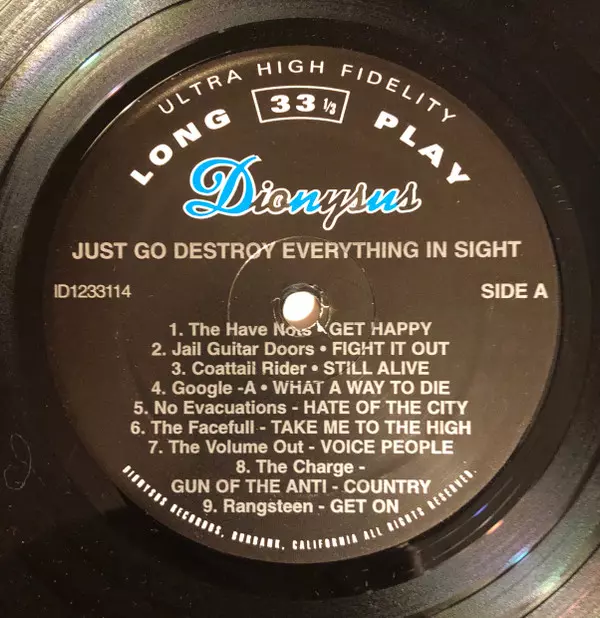 ULTRA HIGH FIDELITY
LONG 33 1/3 PLAY
Dionysus
JUST GO DESTROY EVERYTHING IN SIGHT
ID1233114 SIDE A
1. The Have Nots • GET HAPPY
2. Jail Guitar Doors • FIGHT IT OUT
3. Coattail Rider • STILL ALIVE
4. Google -A • WHAT A WAY TO DIE
5. No Evacuations - HATE OF THE CITY
6. The Facefull - TAKE ME TO THE HIGH
7. The Volume Out - VOICE PEOPLE
8. The Charge -
GUN OF THE ANTI - COUNTRY
9. Rangsteen - GET ON
DIONYSUS RECORDS, BURBANK, CALIFORNIA ALL RIGHTS RESERVED.